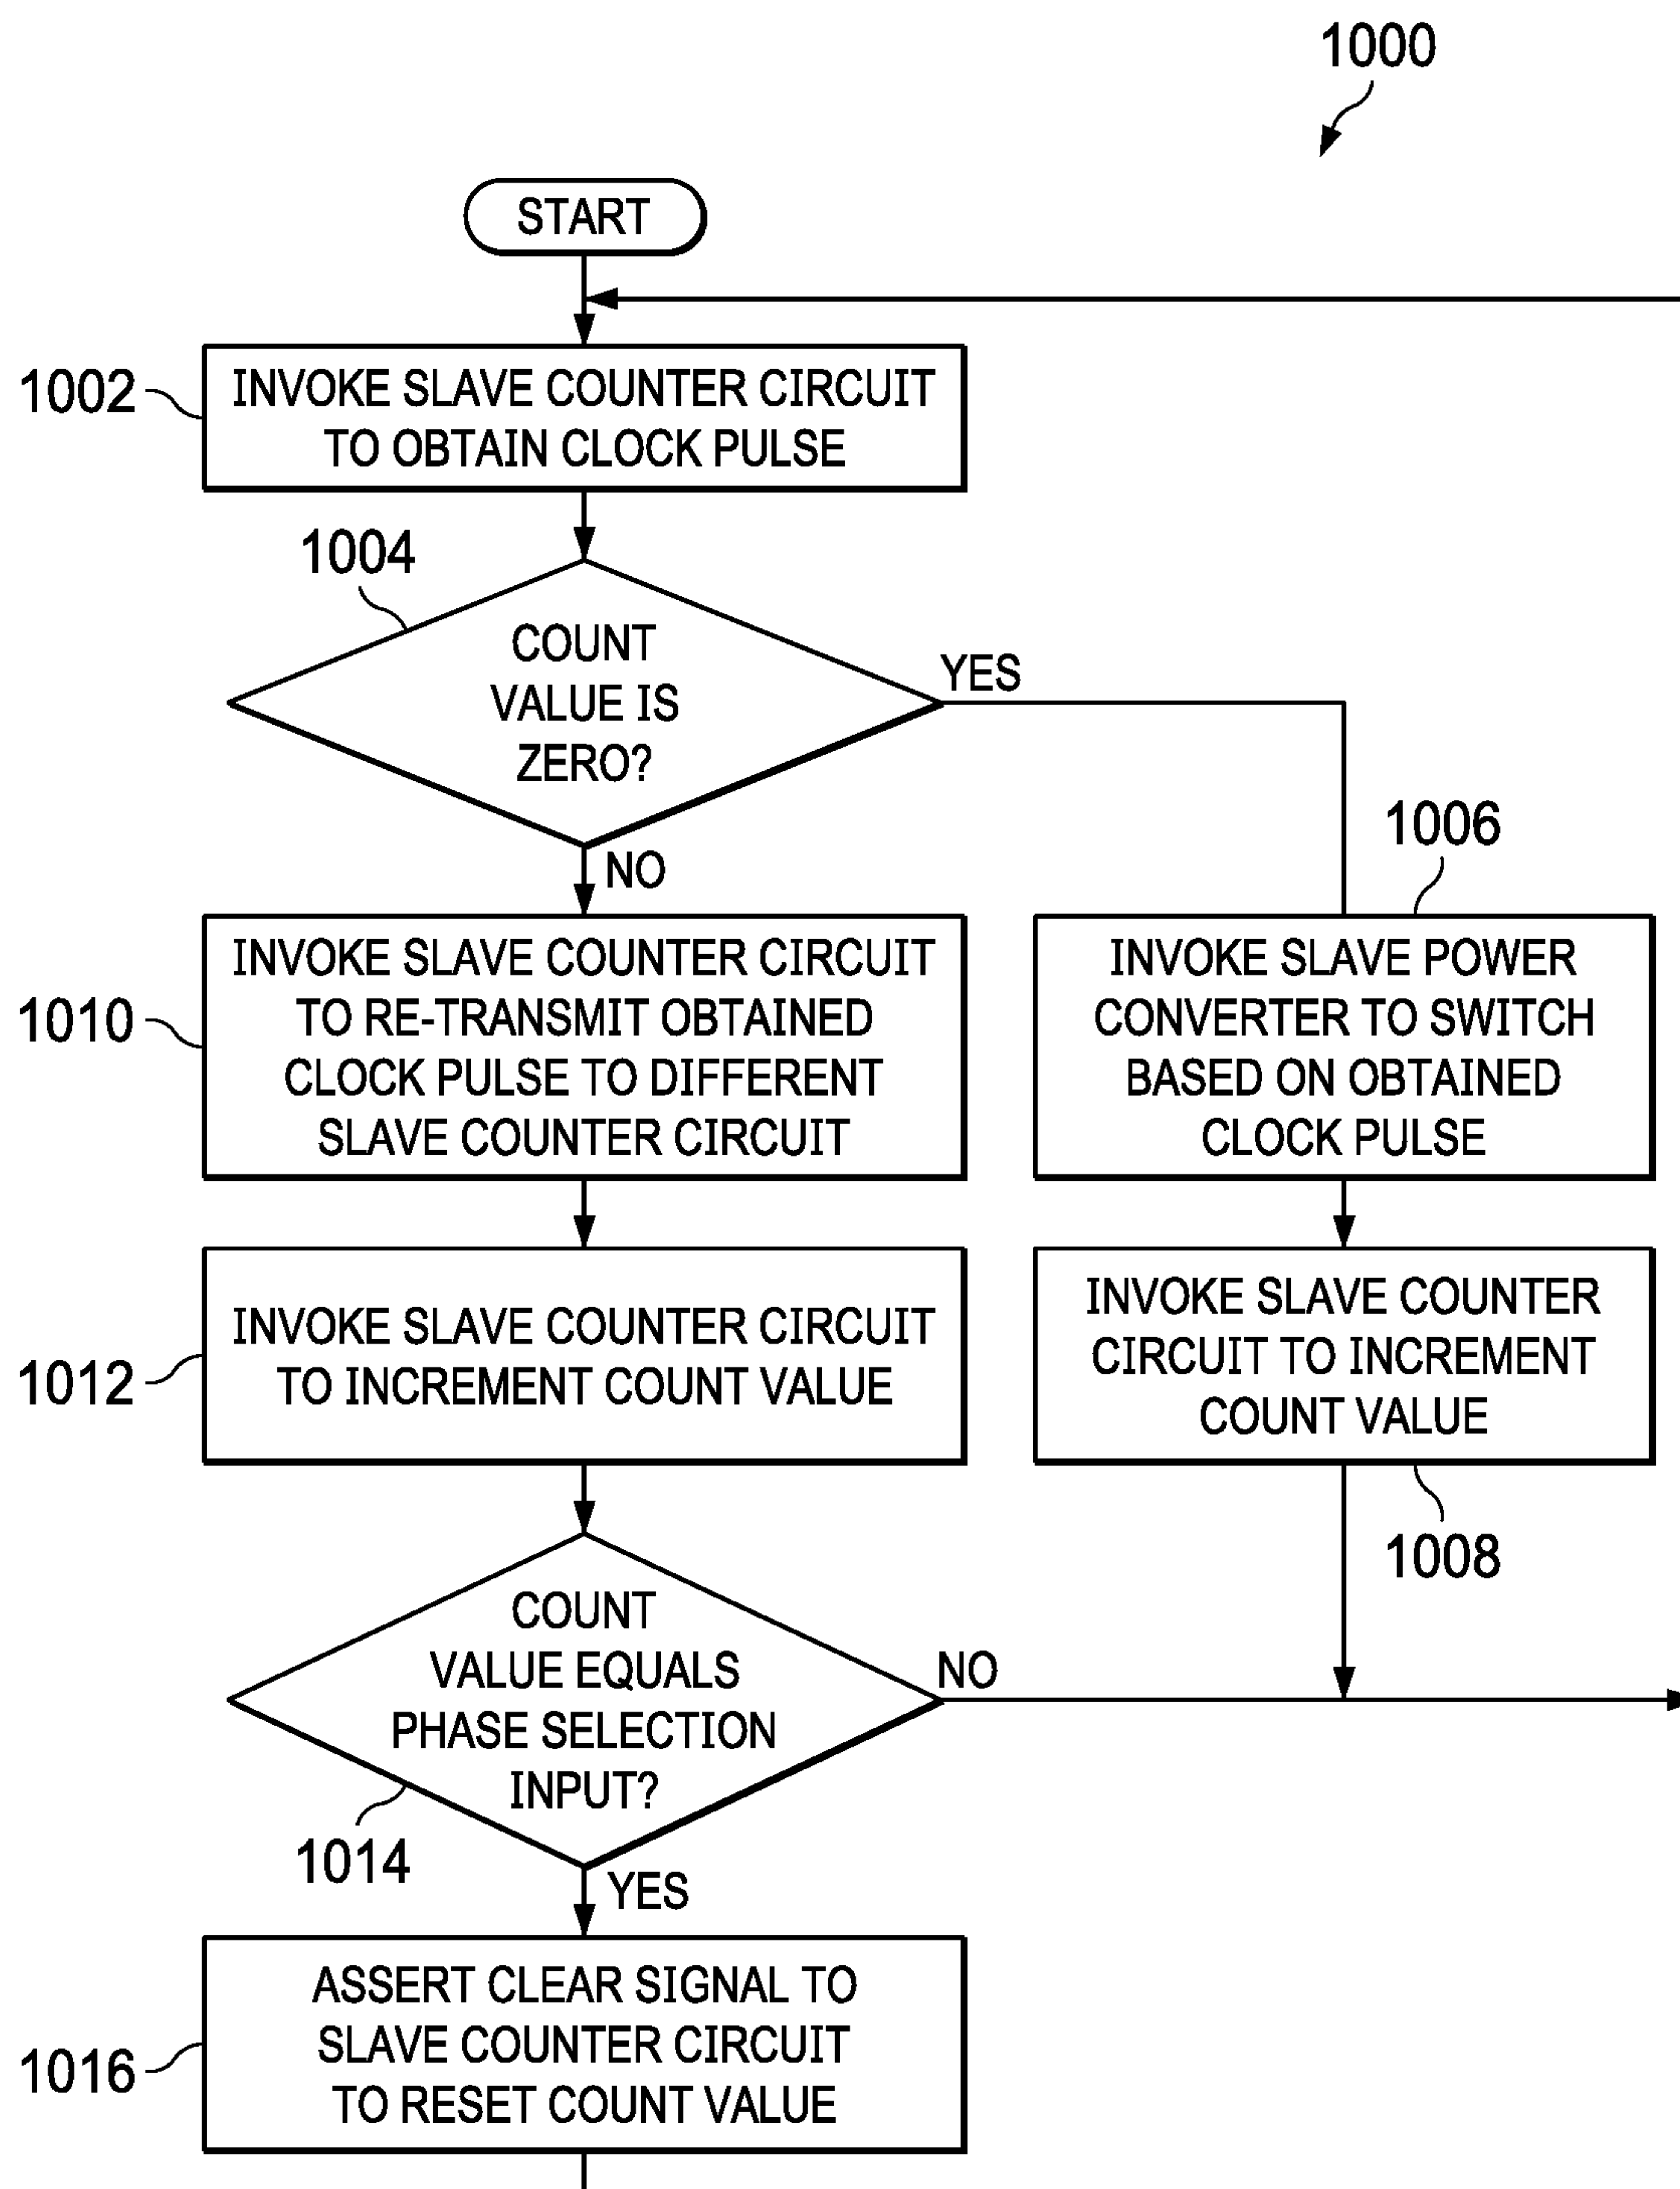 1000
START
1002
INVOKE SLAVE COUNTER CIRCUIT
TO OBTAIN CLOCK PULSE
1004
COUNT
VALUE IS
ZERO?
YES
NO
1006
INVOKE SLAVE POWER
CONVERTER TO SWITCH
BASED ON OBTAINED
CLOCK PULSE
1010
INVOKE SLAVE COUNTER CIRCUIT
TO RE-TRANSMIT OBTAINED
CLOCK PULSE TO DIFFERENT
SLAVE COUNTER CIRCUIT
1012
INVOKE SLAVE COUNTER CIRCUIT
TO INCREMENT COUNT VALUE
INVOKE SLAVE COUNTER
CIRCUIT TO INCREMENT
COUNT VALUE
1008
COUNT
VALUE EQUALS
PHASE SELECTION
INPUT?
NO
1014
YES
1016
ASSERT CLEAR SIGNAL TO
SLAVE COUNTER CIRCUIT
TO RESET COUNT VALUE